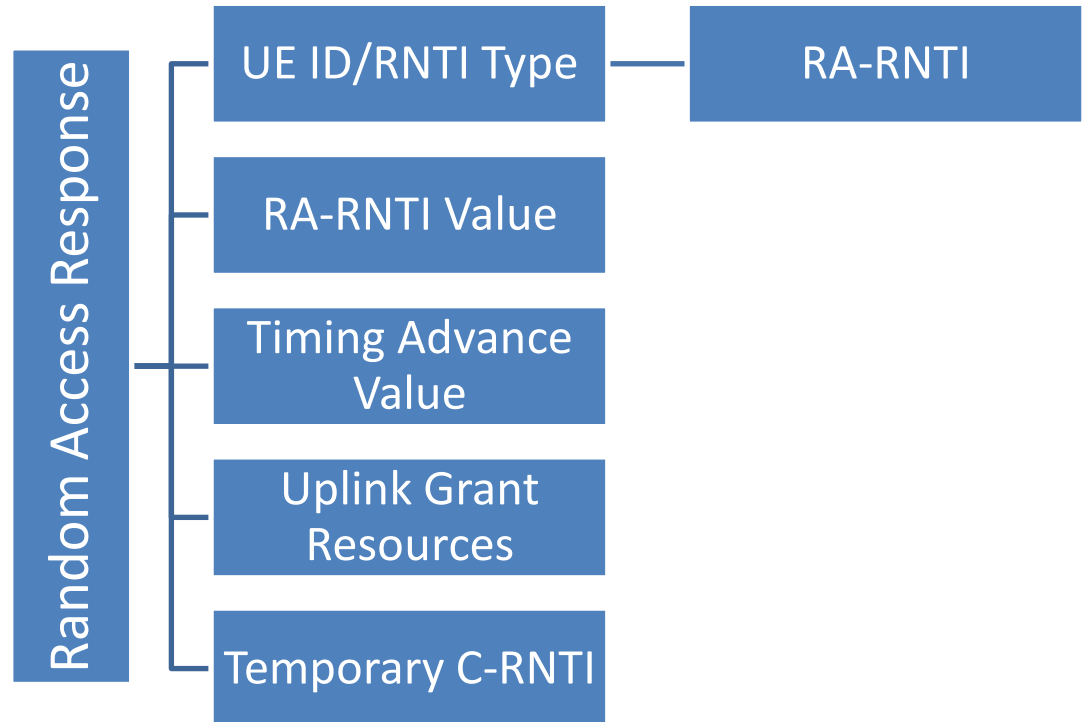 Random Access Response
UE ID/RNTI Type
RA-RNTI
RA-RNTI Value
Timing Advance
Value
Uplink Grant
Resources
Temporary C-RNTI